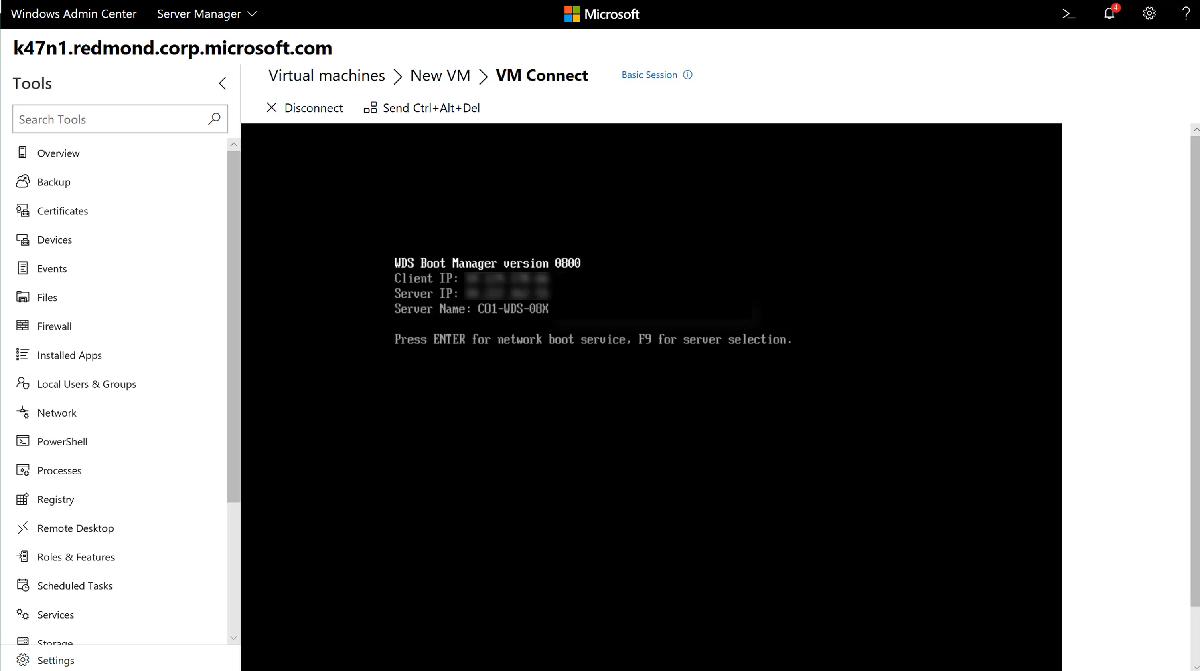 Windows Admin Center Server Manager Microsoft 4 ?
k47n1.redmond.corp.microsoft.com
Tools
Virtual machines > New VM > VM Connect Basic Session
Disconnect Send Ctrl+Alt+Del
Search Tools
Overview
Backup
Certificates
Devices
Events
Files
Firewall
Installed Apps
Local Users & Groups
Network
PowerShell
Processes
Registry
Remote Desktop
Roles & Features
Scheduled Tasks
Services
Storage
Settings
WDS Boot Manager version 0800
Client IP:
Server IP:
Server Name: CO1-WDS-08X
Press ENTER for network boot service, F9 for server selection.